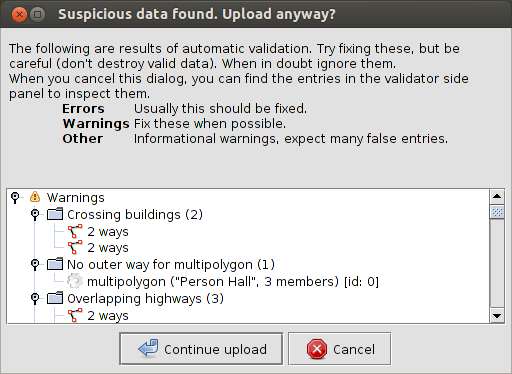 Suspicious data found. Upload anyway?
The following are results of automatic validation. Try fixing these, but be
careful (don't destroy valid data). When in doubt ignore them.
When you cancel this dialog, you can find the entries in the validator side
panel to inspect them.
Errors Usually this should be fixed.
Warnings Fix these when possible.
Other Informational warnings, expect many false entries.
Warnings
Crossing buildings (2)
2 ways
2 ways
No outer way for multipolygon (1)
multipolygon ("Person Hall", 3 members) [id: 0]
Overlapping highways (3)
2 ways
Continue upload Cancel